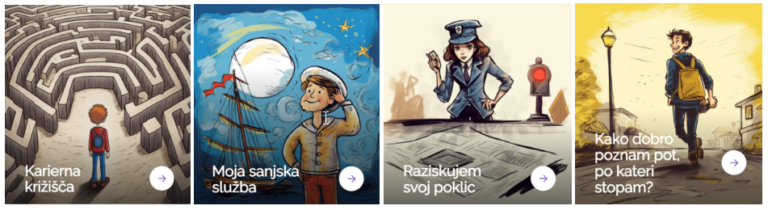 Karierna
križišča
Moja sanjska
služba
Raziskujem
svoj poklic
Kako dobro
poznam pot,
po kateri
stopam?